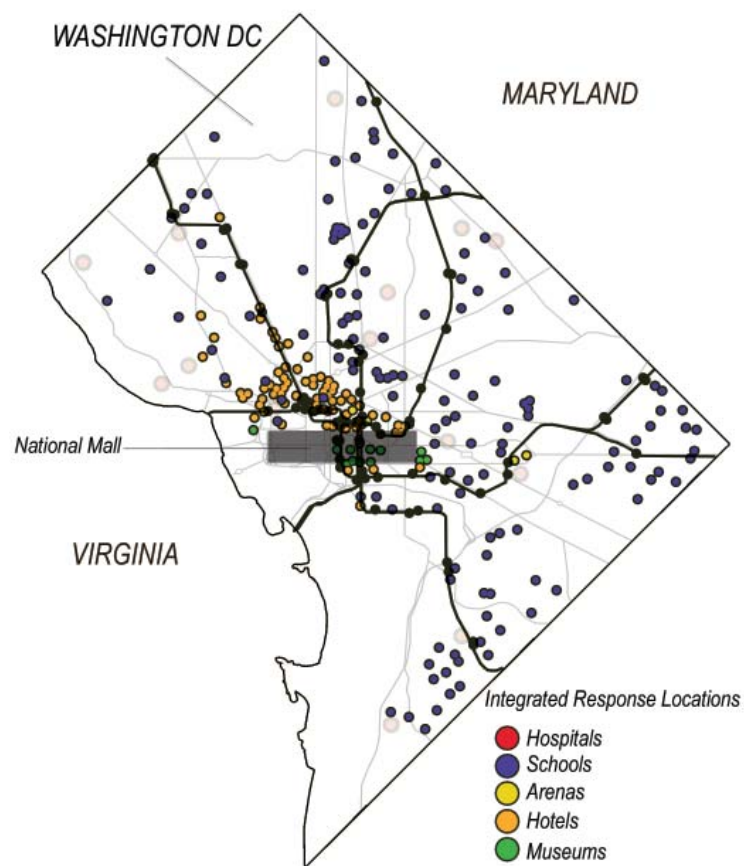 WASHINGTON DC
MARYLAND
National Mall
VIRGINIA
Integrated Response Locations
Hospitals
Schools
Arenas
Hotels
Museums